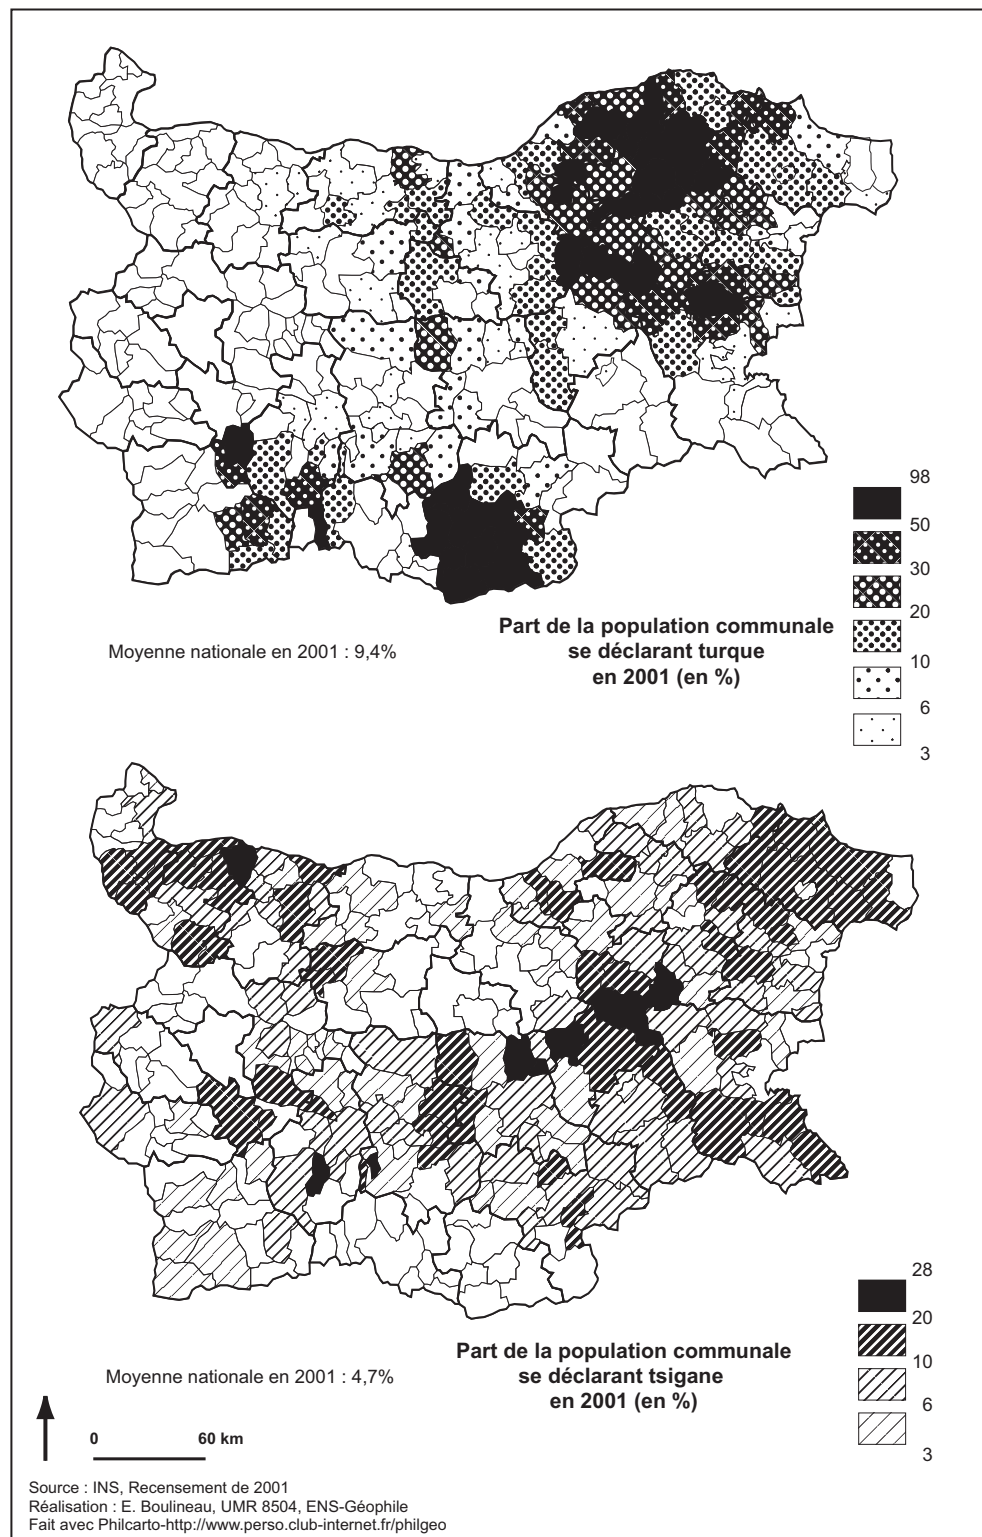 98
50
30
20
10
6
3
Part de la population communale
se déclarant turque
en 2001 (en %)
Moyenne nationale en 2001 : 9,4%
28
20
10
6
3
Part de la population communale
se déclarant tsigane
en 2001 (en %)
Moyenne nationale en 2001 : 4,7%
0 60 km
Source : INS, Recensement de 2001
Réalisation : E. Boulineau, UMR 8504, ENS-Géophile
Fait avec Philcarto-http://www.perso.club-internet.fr/philgeo